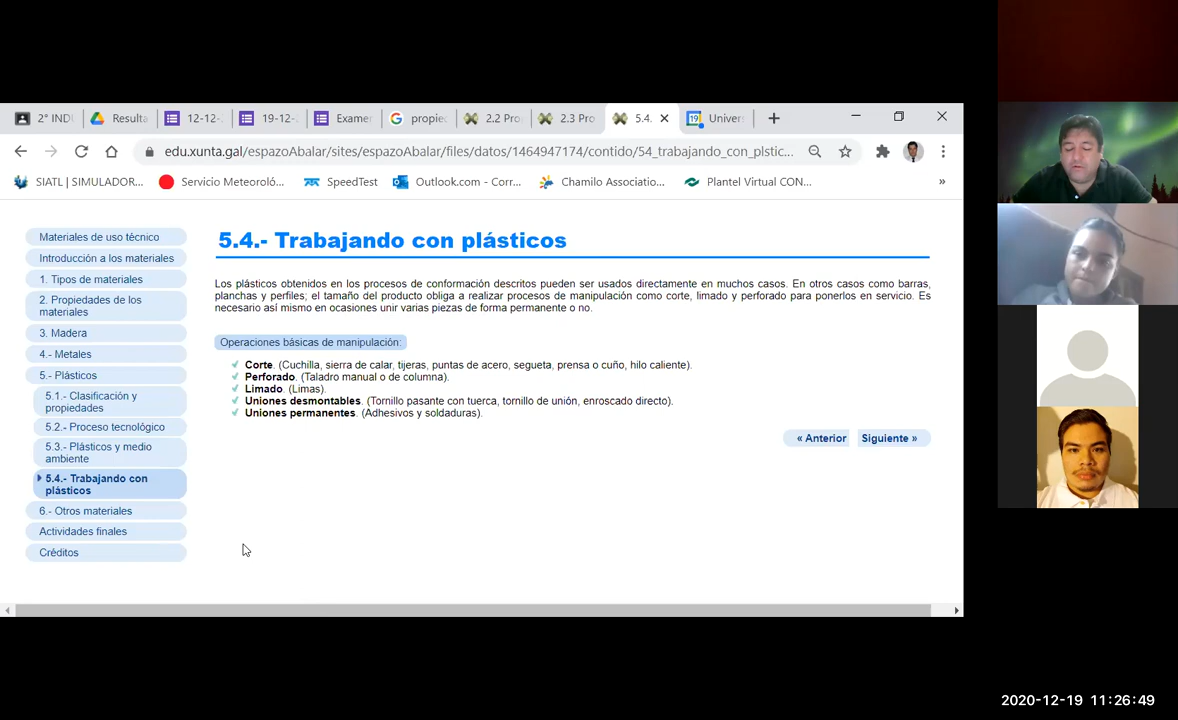 2° INDU
Resulta
12-12-
19-12-
Examen
propied
2.2 Pro
2.3 Pro
5.4.
Univers
edu.xunta.gal/espazoAbalar/sites/espazoAbalar/files/datos/1464947174/contido/54_trabajando_con_plstic...
SIATL | SIMULADOR...
Servicio Meteoroló...
SpeedTest
Outlook.com - Corr...
Chamilo Associatio...
Plantel Virtual CON...
»
Materiales de uso técnico
Introducción a los materiales
1. Tipos de materiales
2. Propiedades de los
materiales
3. Madera
4.- Metales
5.- Plásticos
5.1.- Clasificación y
propiedades
5.2.- Proceso tecnológico
5.3.- Plásticos y medio
ambiente
5.4.- Trabajando con
plásticos
6.- Otros materiales
Actividades finales
Créditos
5.4.- Trabajando con plásticos
Los plásticos obtenidos en los procesos de conformación descritos pueden ser usados directamente en muchos casos. En otros casos como barras,
planchas y perfiles; el tamaño del producto obliga a realizar procesos de manipulación como corte, limado y perforado para ponerlos en servicio. Es
necesario así mismo en ocasiones unir varias piezas de forma permanente o no.
Operaciones básicas de manipulación:
Corte. (Cuchilla, sierra de calar, tijeras, puntas de acero, segueta, prensa o cuño, hilo caliente).
Perforado. (Taladro manual o de columna).
Limado. (Limas).
Uniones desmontables. (Tornillo pasante con tuerca, tornillo de unión, enroscado directo).
Uniones permanentes. (Adhesivos y soldaduras).
« Anterior
Siguiente »
2020-12-19 11:26:49